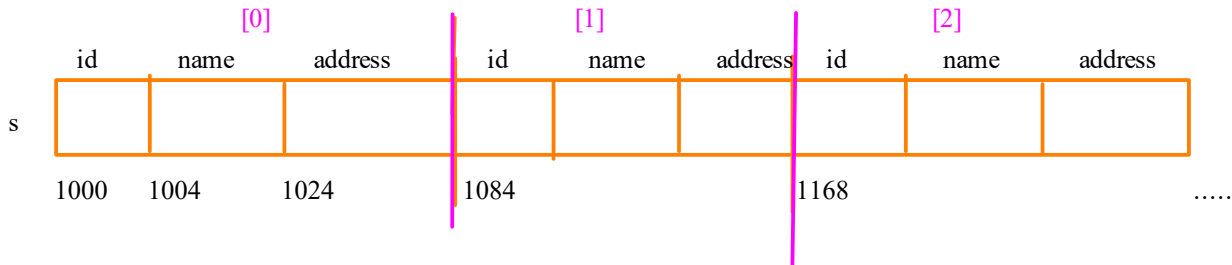 [0] [1] [2]
id name address id name address id name address
s
1000 1004 1024 1084 1168 .....